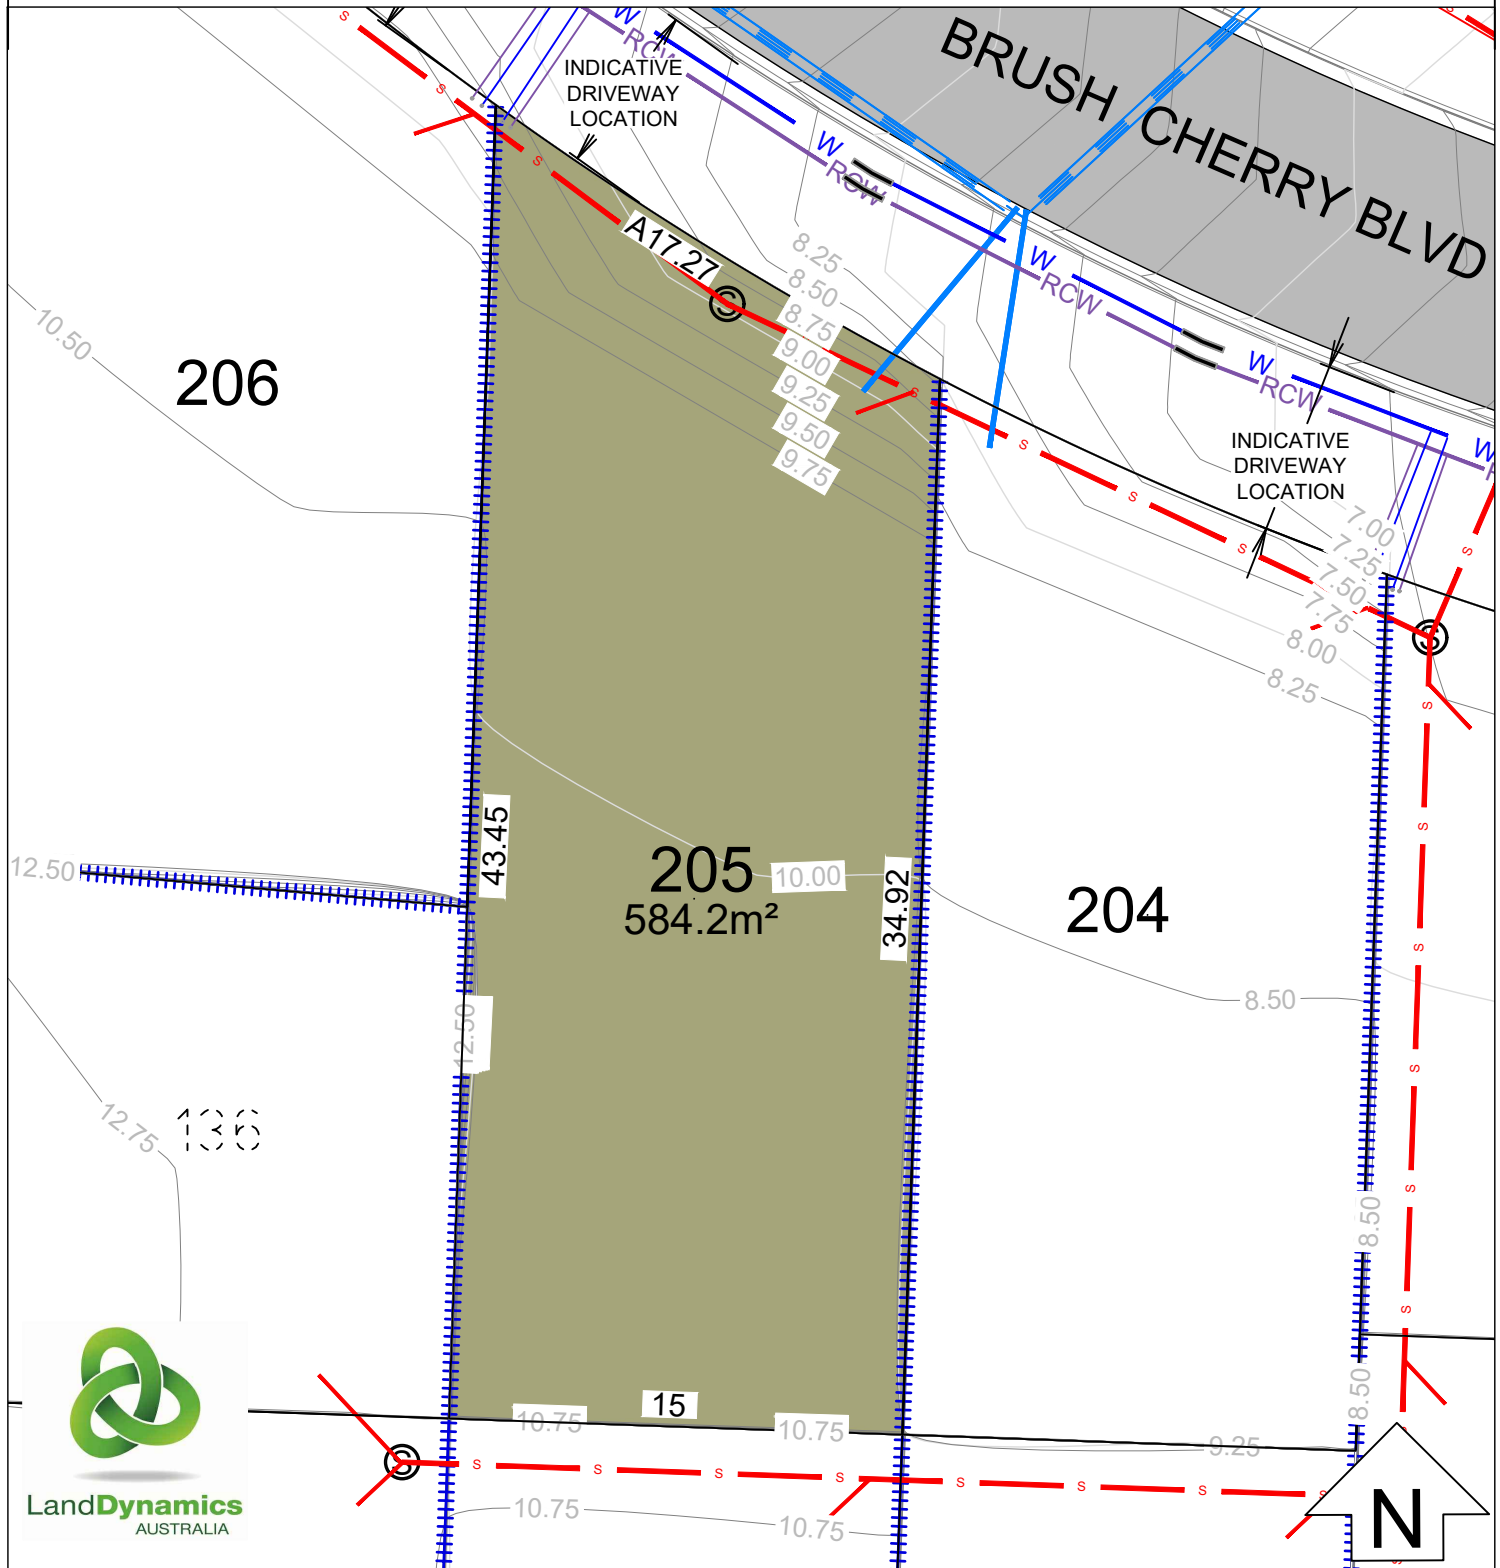 S
W
RCW
INDICATIVE
DRIVEWAY
LOCATION
BRUSH CHERRY BLVD
S
S
W
RCW
A17.27
S
8.25
8.50
8.75
9.00
9.25
9.50
9.75
W
RCW
10.50
206
S
S
W
RCW
W
INDICATIVE
DRIVEWAY
LOCATION
S
S
7.00
7.25
7.50
7.75
8.00
8.25
S
S
S
43.45
205
584.2m²
10.00
34.92
204
12.50
S
S
8.50
12.50
S
12.75
136
S
8.50
S
8.50
15
10.75
10.75
9.25
S
S
S
S
S
S
S
S
S
10.75
10.75
LandDynamics
AUSTRALIA
N